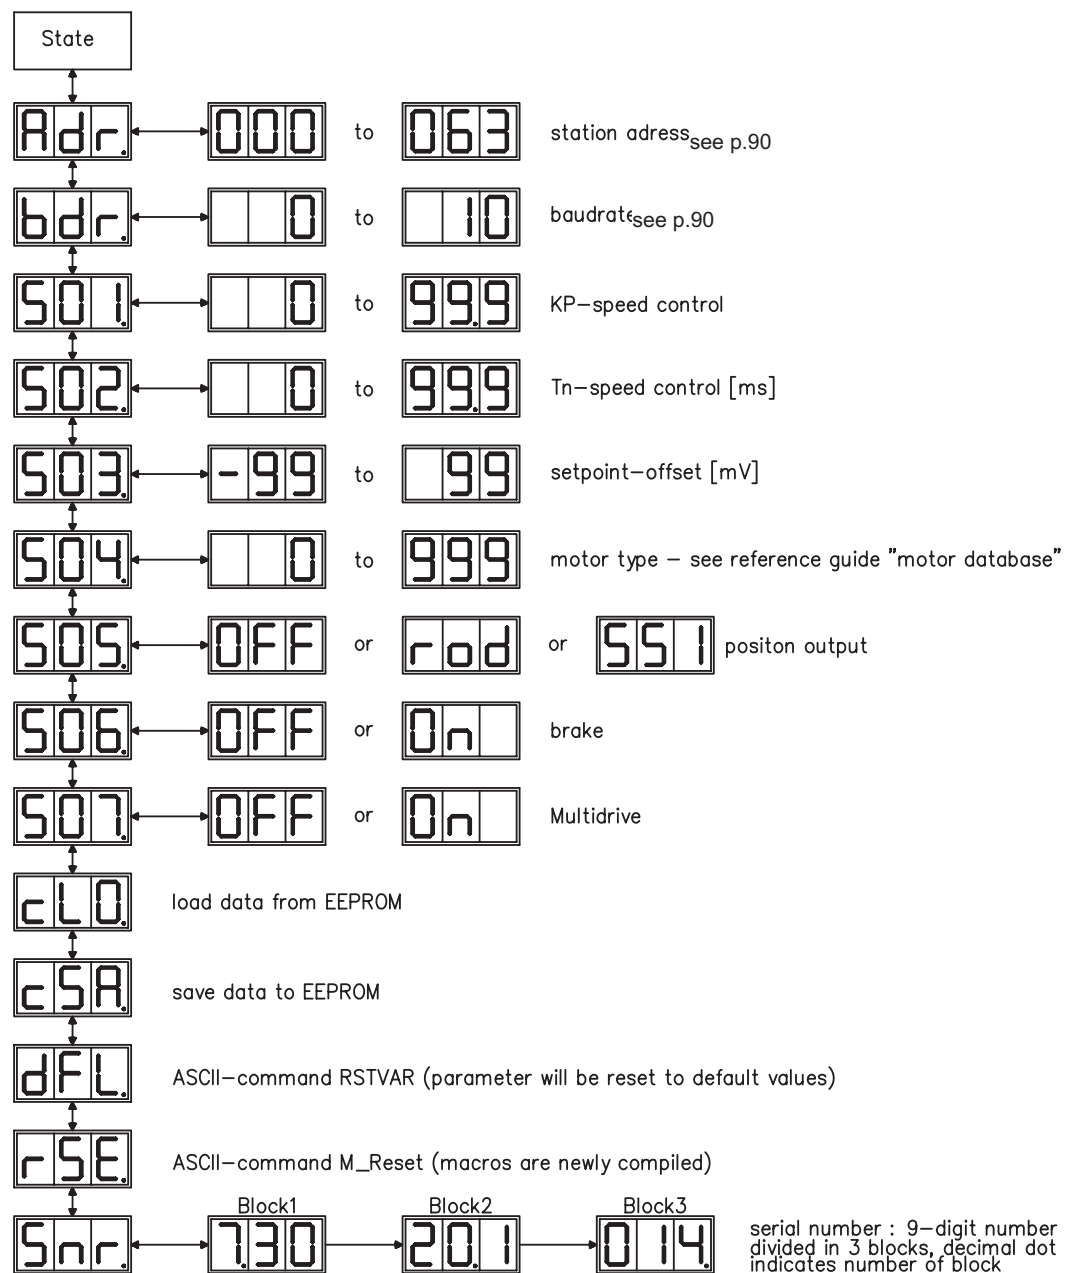 State
Adr. 000 to 063 station adress see p.90
bdr. 0 to 10 baudrate see p.90
S01. 0 to 99.9 KP-speed control
S02. 0 to 99.9 Tn-speed control [ms]
S03. -99 to 99 setpoint-offset [mV]
S04. 0 to 999 motor type - see reference guide "motor database"
S05. OFF or rod or SSI positon output
S06. OFF or On brake
S07. OFF or On Multidrive
cLO. load data from EEPROM
cSA. save data to EEPROM
dFL. ASCII-command RSTVAR (parameter will be reset to default values)
rSE. ASCII-command M_Reset (macros are newly compiled)
Block1 Block2 Block3
Snr. 7.30 20.1 014. serial number : 9-digit number
divided in 3 blocks, decimal dot
indicates number of block